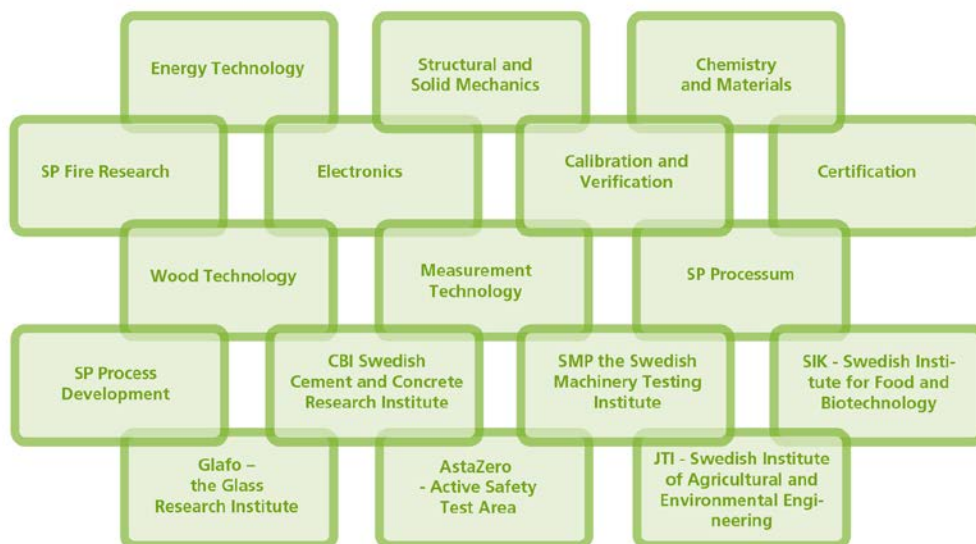 Energy Technology
Structural and
Solid Mechanics
Chemistry
and Materials
SP Fire Research
Electronics
Calibration and
Verification
Certification
Wood Technology
Measurement
Technology
SP Processum
SP Process
Development
CBI Swedish
Cement and Concrete
Research Institute
SMP the Swedish
Machinery Testing
Institute
SIK - Swedish Insti-
tute for Food and
Biotechnology
Glafo –
the Glass
Research Institute
AstaZero
- Active Safety
Test Area
JTI - Swedish Institute
of Agricultural and
Environmental Engi-
neering